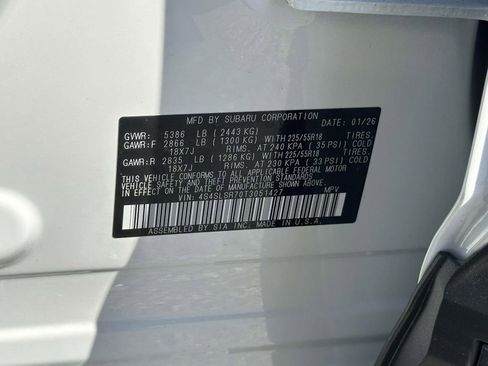 MFD BY SUBARU CORPORATION DATE: 01/26
GVWR: 5386 LB (2443 KG)
GAWR:F 2866 LB (1300 KG) WITH 225/55R18 TIRES,
18X7J RIMS, AT 240 KPA (35 PSI) COLD
GAWR:R 2835 LB (1286 KG) WITH 225/55R18 TIRES,
18X7J RIMS, AT 230 KPA (33 PSI) COLD
THIS VEHICLE CONFORMS TO ALL APPLICABLE FEDERAL MOTOR
VEHICLE SAFETY AND THEFT PREVENTION STANDARDS IN EFFECT
ON THE DATE OF MANUFACTURE SHOWN ABOVE.
VIN: 4S4SLSR70T3051427 MPV
ASSEMBLED BY SIA INC. MADE IN U.S.A.